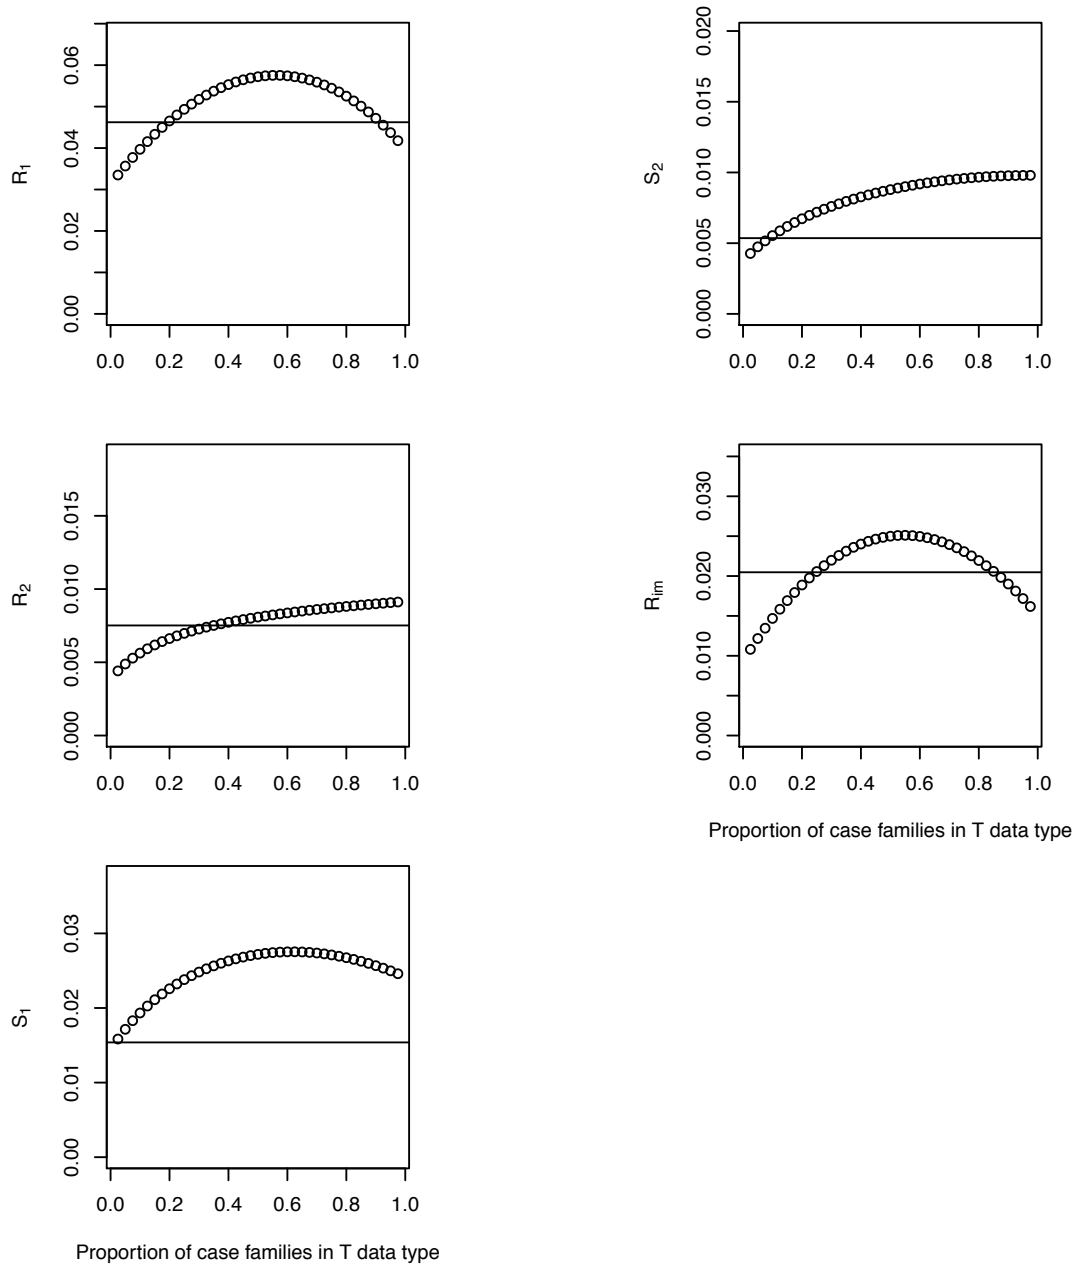 R1
0.00 0.02 0.04 0.06
0.0 0.2 0.4 0.6 0.8 1.0
S2
0.000 0.005 0.010 0.015 0.020
0.0 0.2 0.4 0.6 0.8 1.0
R2
0.000 0.005 0.010 0.015
0.0 0.2 0.4 0.6 0.8 1.0
Rim
0.000 0.010 0.020 0.030
0.0 0.2 0.4 0.6 0.8 1.0
Proportion of case families in T data type
S1
0.00 0.01 0.02 0.03
0.0 0.2 0.4 0.6 0.8 1.0
Proportion of case families in T data type